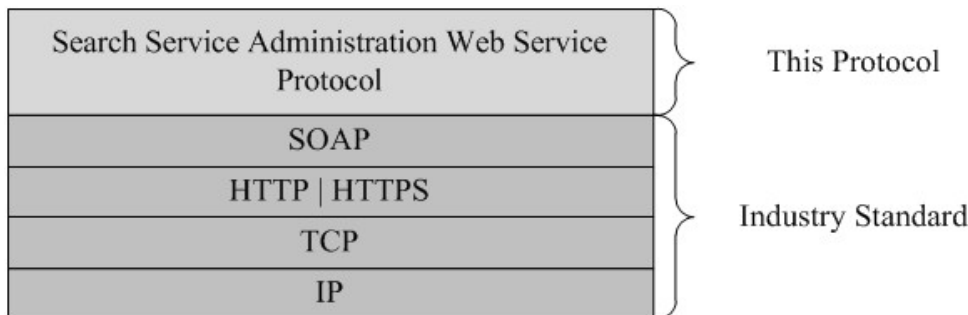 Search Service Administration Web Service
Protocol
This Protocol
SOAP
HTTP | HTTPS
TCP
IP
Industry Standard